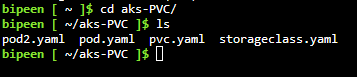 bipeen [ ~ ]$ cd aks-PVC/
bipeen [ ~/aks-PVC ]$ ls
pod2.yaml  pod.yaml  pvc.yaml  storageclass.yaml
bipeen [ ~/aks-PVC ]$